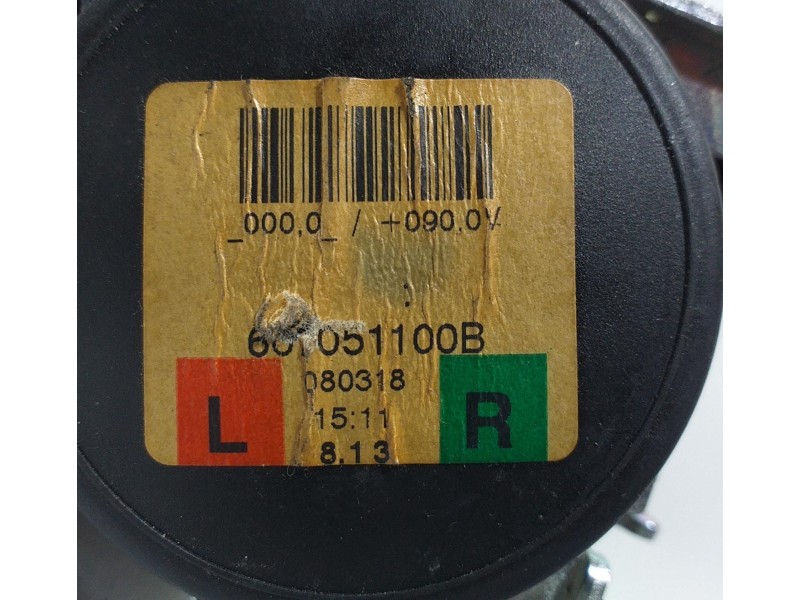 _000,0_ / +090,0V
:
051100B
080318
L
15:11
R
8.13